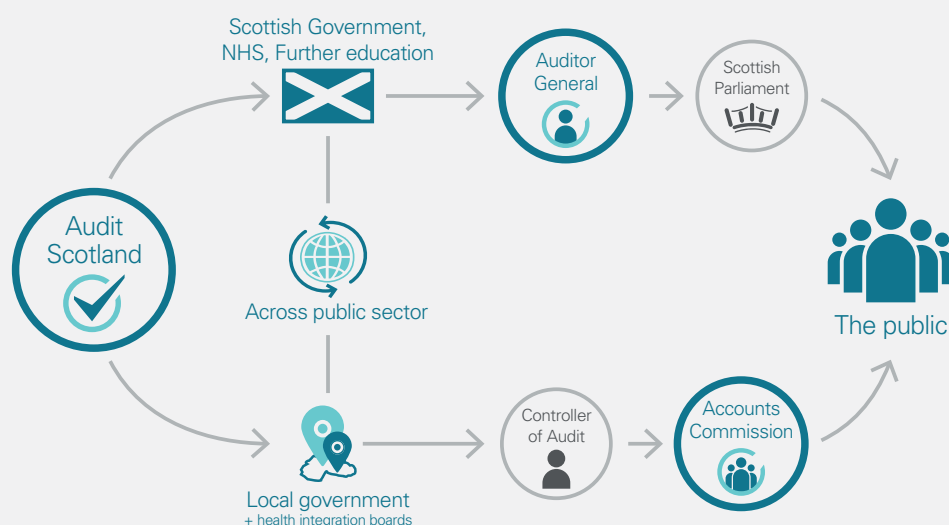 Scottish Government,
NHS, Further education
Auditor
General
Scottish
Parliament
Audit
Scotland
Across public sector
The public
Controller
of Audit
Accounts
Commission
Local government
+ health integration boards